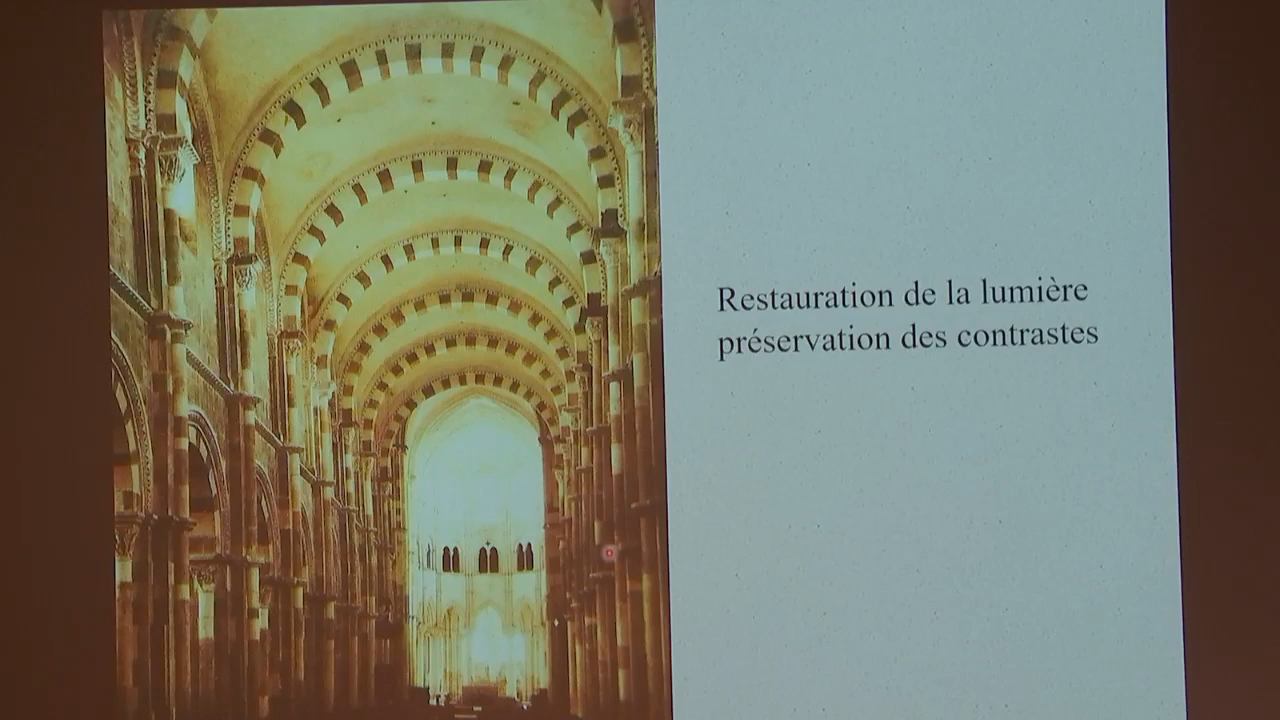 Restauration de la lumière
préservation des contrastes